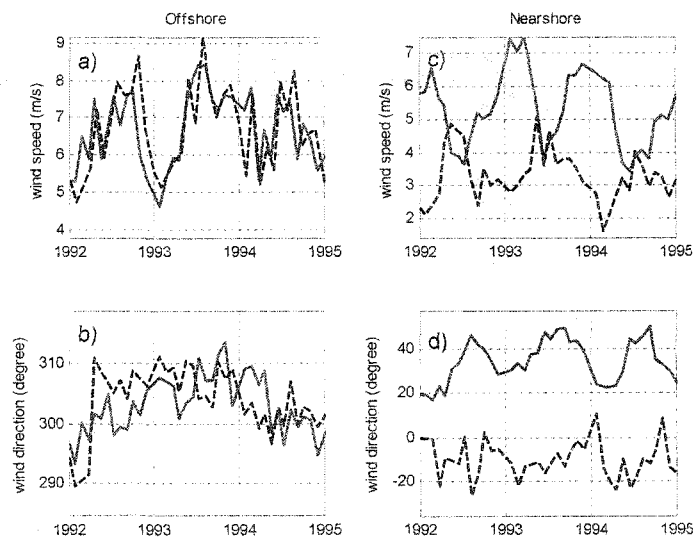 Offshore
Nearshore
a)
c)
wind speed (m/s)
9
8
7
6
5
4
1992 1993 1994 1995
wind speed (m/s)
7
6
5
4
3
2
1992 1993 1994 1995
b)
d)
wind direction (degree)
310
300
290
1992 1993 1994 1995
wind direction (degree)
40
20
0
-20
1992 1993 1994 1995